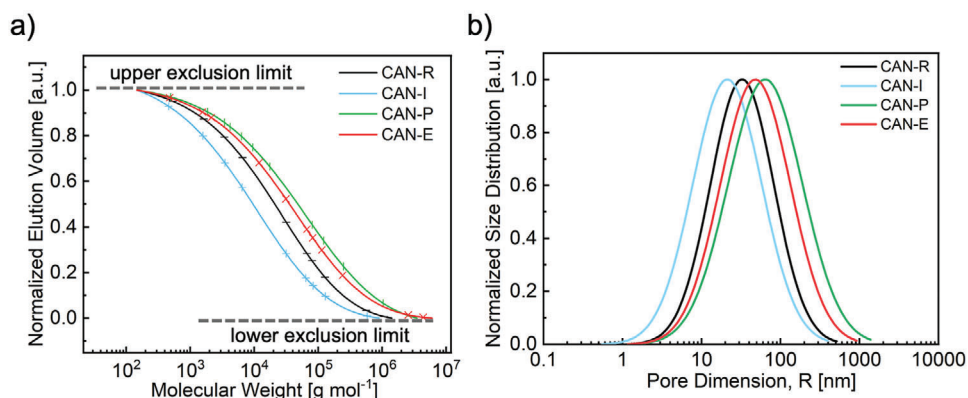 a)
upper exclusion limit
CAN-R
CAN-I
CAN-P
CAN-E
lower exclusion limit
Normalized Elution Volume [a.u.]
1.0
0.8
0.6
0.4
0.2
0.0
10² 10³ 10⁴ 10⁵ 10⁶ 10⁷
Molecular Weight [g mol⁻¹]
b)
CAN-R
CAN-I
CAN-P
CAN-E
Normalized Size Distribution [a.u.]
1.0
0.8
0.6
0.4
0.2
0.0
0.1 1 10 100 1000 10000
Pore Dimension, R [nm]